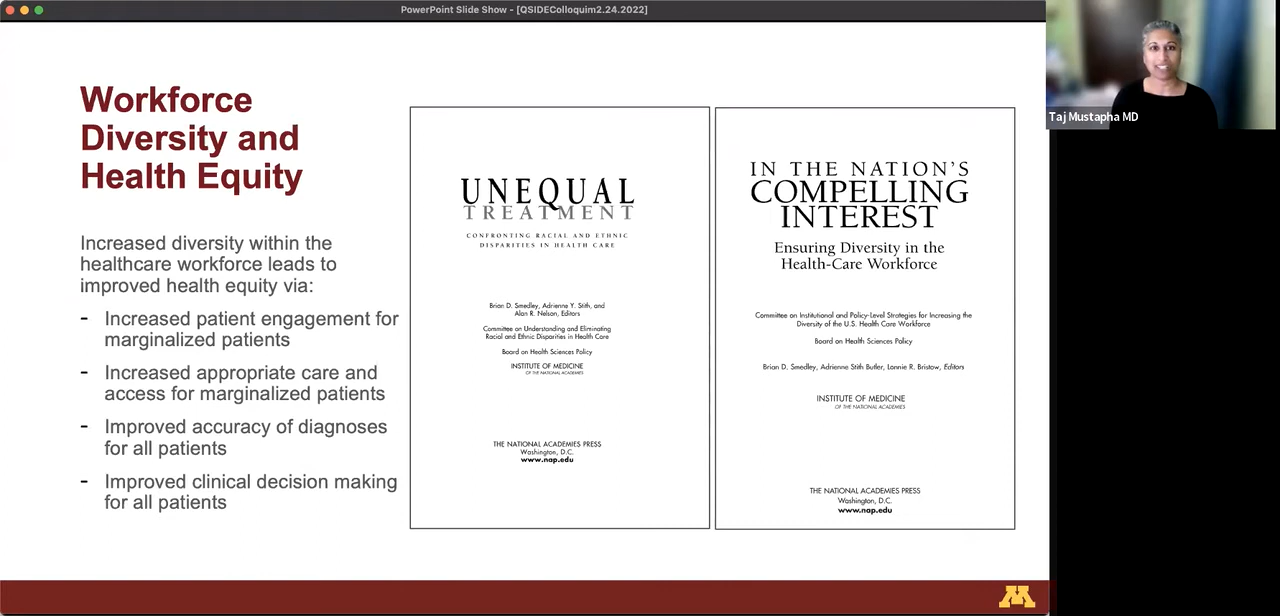 PowerPoint Slide Show - [QSIDEColloquim2.24.2022]
Workforce
Diversity and
Health Equity
Increased diversity within the
healthcare workforce leads to
improved health equity via:
- Increased patient engagement for
marginalized patients
- Increased appropriate care and
access for marginalized patients
- Improved accuracy of diagnoses
for all patients
- Improved clinical decision making
for all patients
UNEQUAL
TREATMENT
CONFRONTING RACIAL AND ETHNIC
DISPARITIES IN HEALTH CARE
Brian D. Smedley, Adrienne Y. Stith, and
Alan R. Nelson, Editors
Committee on Understanding and Eliminating
Racial and Ethnic Disparities in Health Care
Board on Health Sciences Policy
INSTITUTE OF MEDICINE
OF THE NATIONAL ACADEMIES
THE NATIONAL ACADEMIES PRESS
Washington, D.C.
www.nap.edu
IN THE NATION'S
COMPELLING
INTEREST
Ensuring Diversity in the
Health-Care Workforce
Committee on Institutional and Policy-Level Strategies for Increasing the
Diversity of the U.S. Health Care Workforce
Board on Health Sciences Policy
Brian D. Smedley, Adrienne Stith Butler, Lonnie R. Bristow, Editors
INSTITUTE OF MEDICINE
OF THE NATIONAL ACADEMIES
THE NATIONAL ACADEMIES PRESS
Washington, D.C.
www.nap.edu
M
Taj Mustapha MD